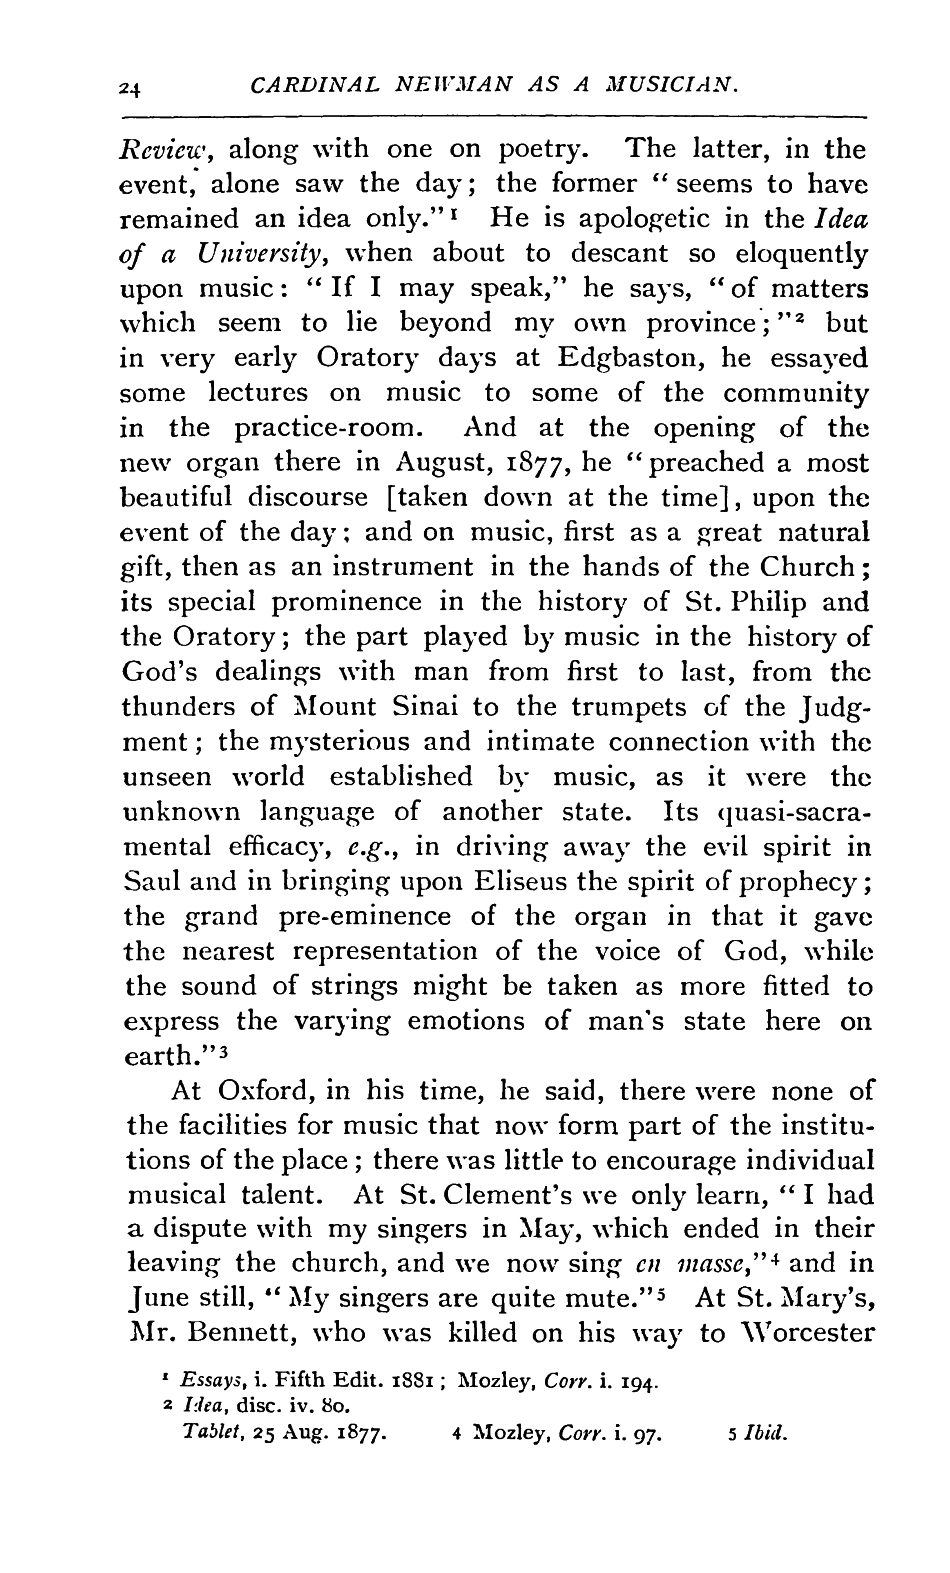 24 CARDINAL NEWMAN AS A MUSICIAN.
Review, along with one on poetry. The latter, in the
event, alone saw the day; the former “ seems to have
remained an idea only.” 1 He is apologetic in the Idea
of a University, when about to descant so eloquently
upon music : “ If I may speak,” he says, “ of matters
which seem to lie beyond my own province ; ” 2 but
in very early Oratory days at Edgbaston, he essayed
some lectures on music to some of the community
in the practice-room. And at the opening of the
new organ there in August, 1877, he “ preached a most
beautiful discourse [taken down at the time], upon the
event of the day ; and on music, first as a great natural
gift, then as an instrument in the hands of the Church ;
its special prominence in the history of St. Philip and
the Oratory ; the part played by music in the history of
God’s dealings with man from first to last, from the
thunders of Mount Sinai to the trumpets of the Judg-
ment ; the mysterious and intimate connection with the
unseen world established by music, as it were the
unknown language of another state. Its quasi-sacra-
mental efficacy, e.g., in driving away the evil spirit in
Saul and in bringing upon Eliseus the spirit of prophecy ;
the grand pre-eminence of the organ in that it gave
the nearest representation of the voice of God, while
the sound of strings might be taken as more fitted to
express the varying emotions of man’s state here on
earth.” 3
At Oxford, in his time, he said, there were none of
the facilities for music that now form part of the institu-
tions of the place ; there was little to encourage individual
musical talent. At St. Clement’s we only learn, “ I had
a dispute with my singers in May, which ended in their
leaving the church, and we now sing en masse,” 4 and in
June still, “ My singers are quite mute.” 5 At St. Mary’s,
Mr. Bennett, who was killed on his way to Worcester
1 Essays, i. Fifth Edit. 1881 ; Mozley, Corr. i. 194.
2 Idea, disc. iv. 80.
Tablet, 25 Aug. 1877. 4 Mozley, Corr. i. 97. 5 Ibid.